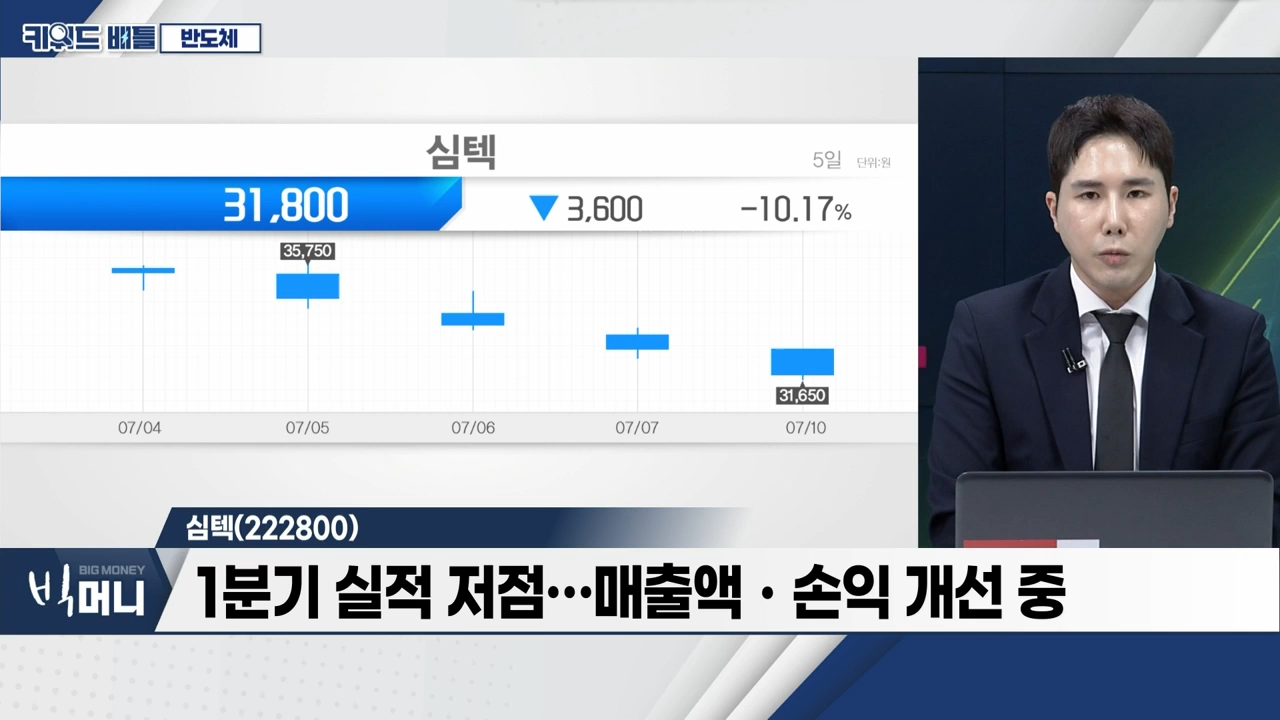 키워드 배틀 반도체
심텍
5일 단위:원
31,800 ▼3,600 -10.17%
35,750
31,650
07/04 07/05 07/06 07/07 07/10
심텍(222800)
BIG MONEY
빅머니
1분기 실적 저점…매출액·손익 개선 중